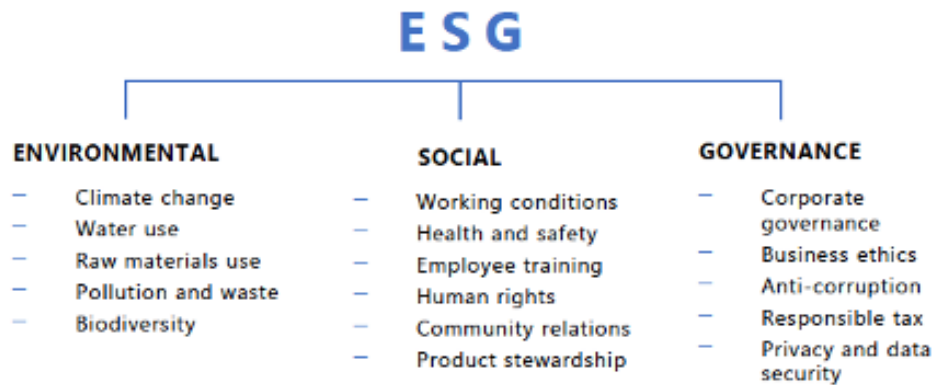 E S G
ENVIRONMENTAL
– Climate change
– Water use
– Raw materials use
– Pollution and waste
– Biodiversity
SOCIAL
– Working conditions
– Health and safety
– Employee training
– Human rights
– Community relations
– Product stewardship
GOVERNANCE
– Corporate
governance
– Business ethics
– Anti-corruption
– Responsible tax
– Privacy and data
security